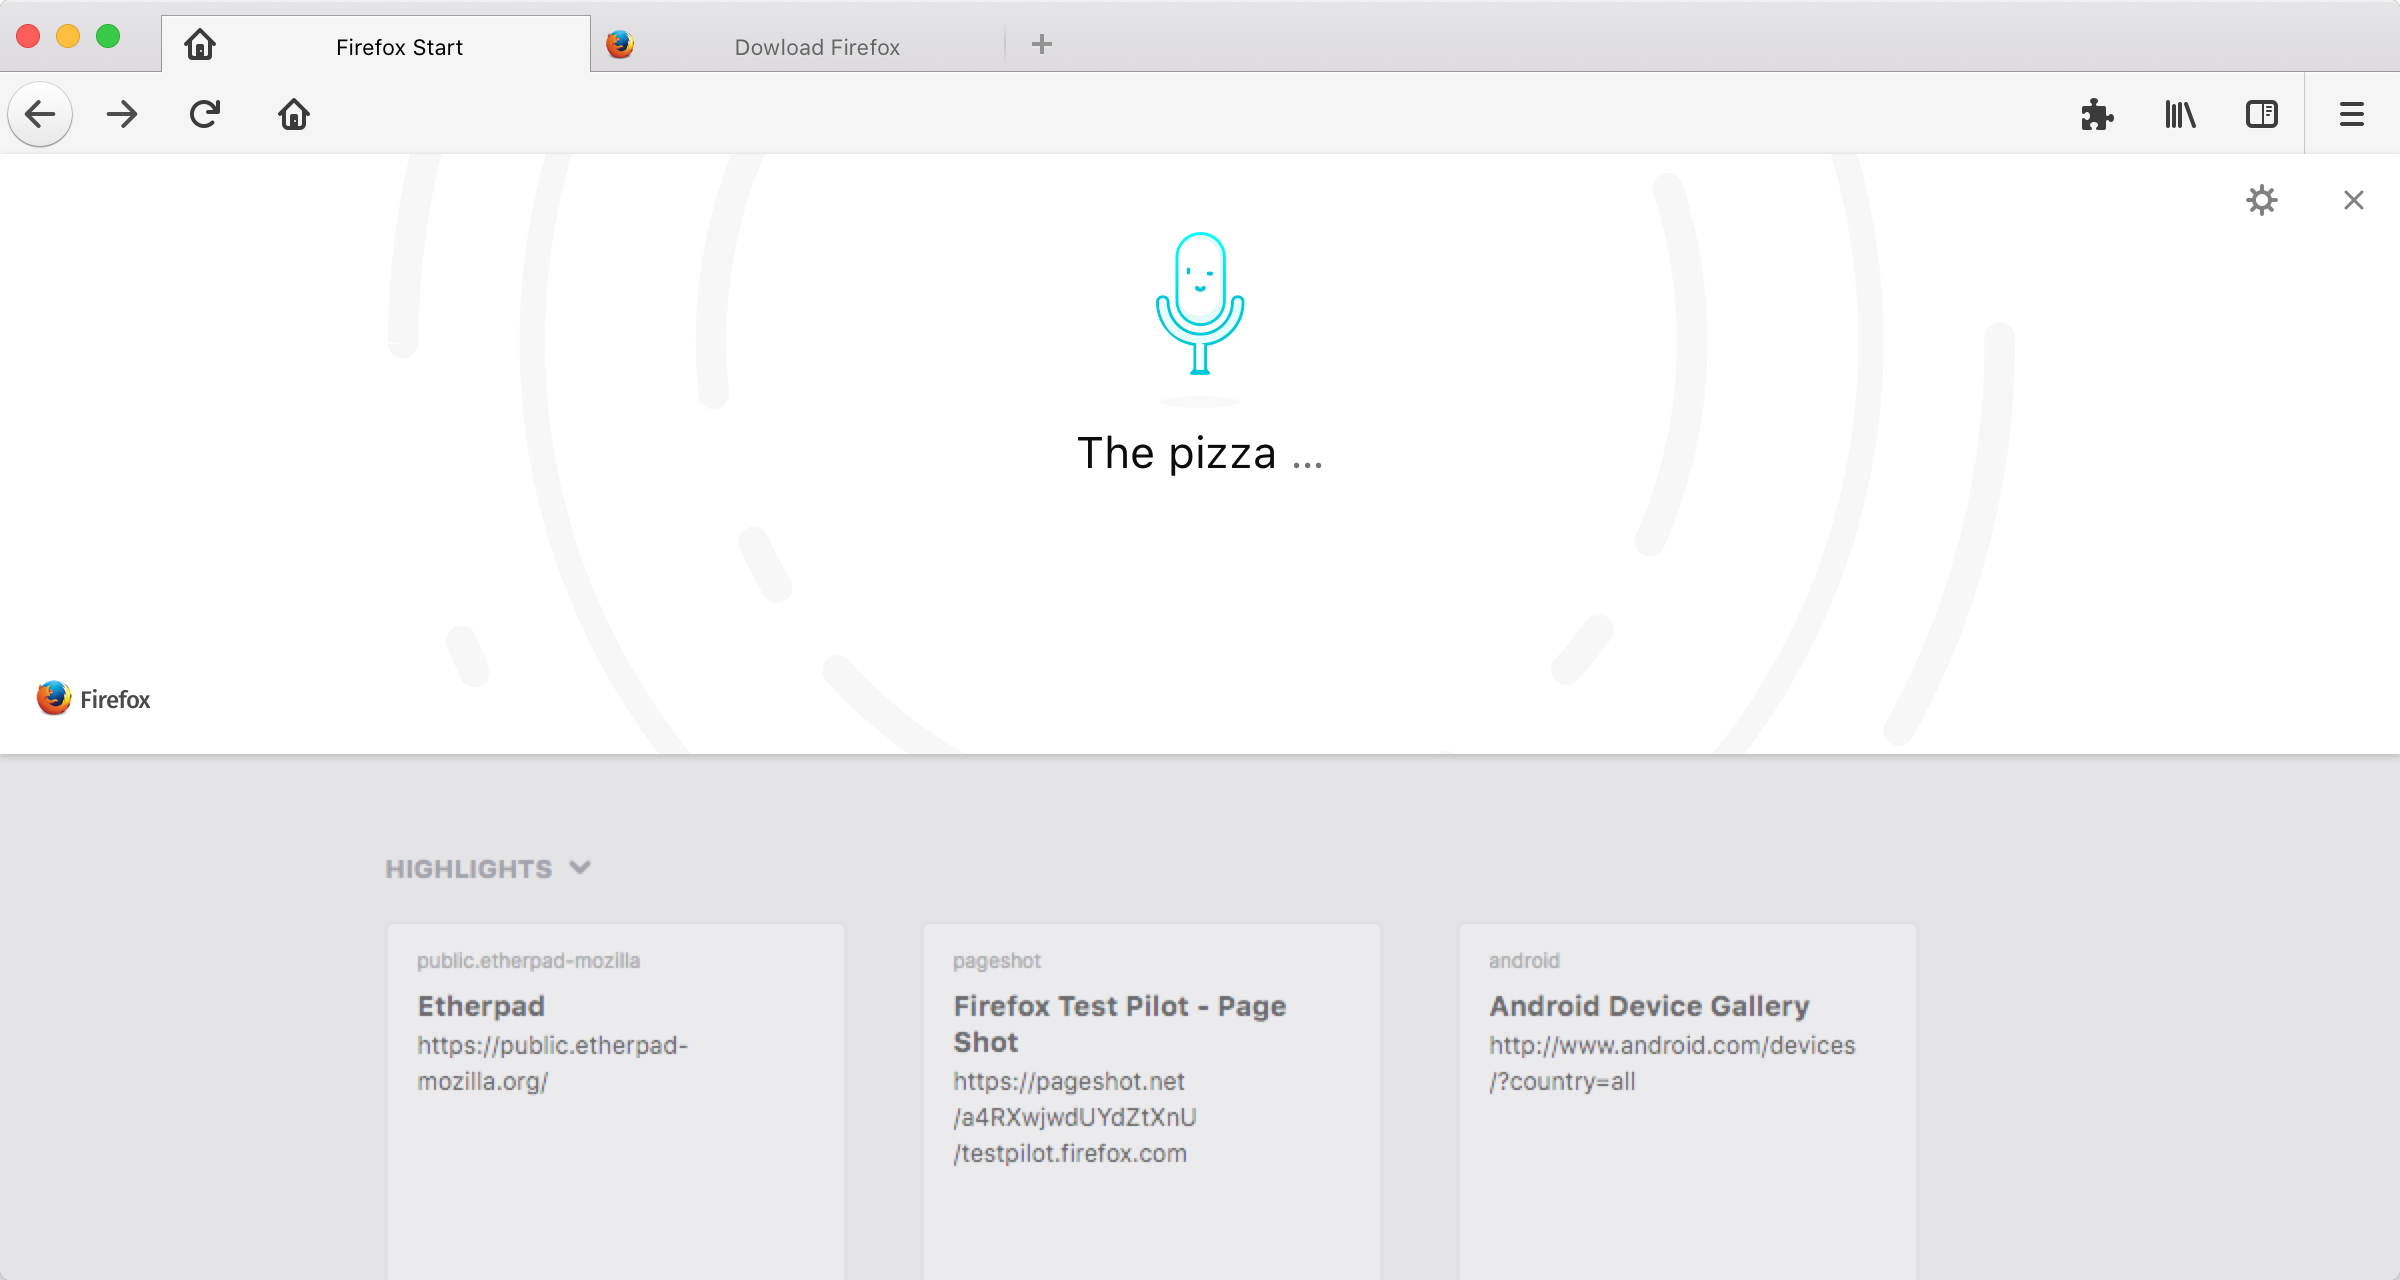 Firefox Start
Dowload Firefox
The pizza ...
Firefox
HIGHLIGHTS
public.etherpad-mozilla
Etherpad
https://public.etherpad-
mozilla.org/
pageshot
Firefox Test Pilot - Page
Shot
https://pageshot.net
/a4RXwjwdUYdZtXnU
/testpilot.firefox.com
android
Android Device Gallery
http://www.android.com/devices
/?country=all